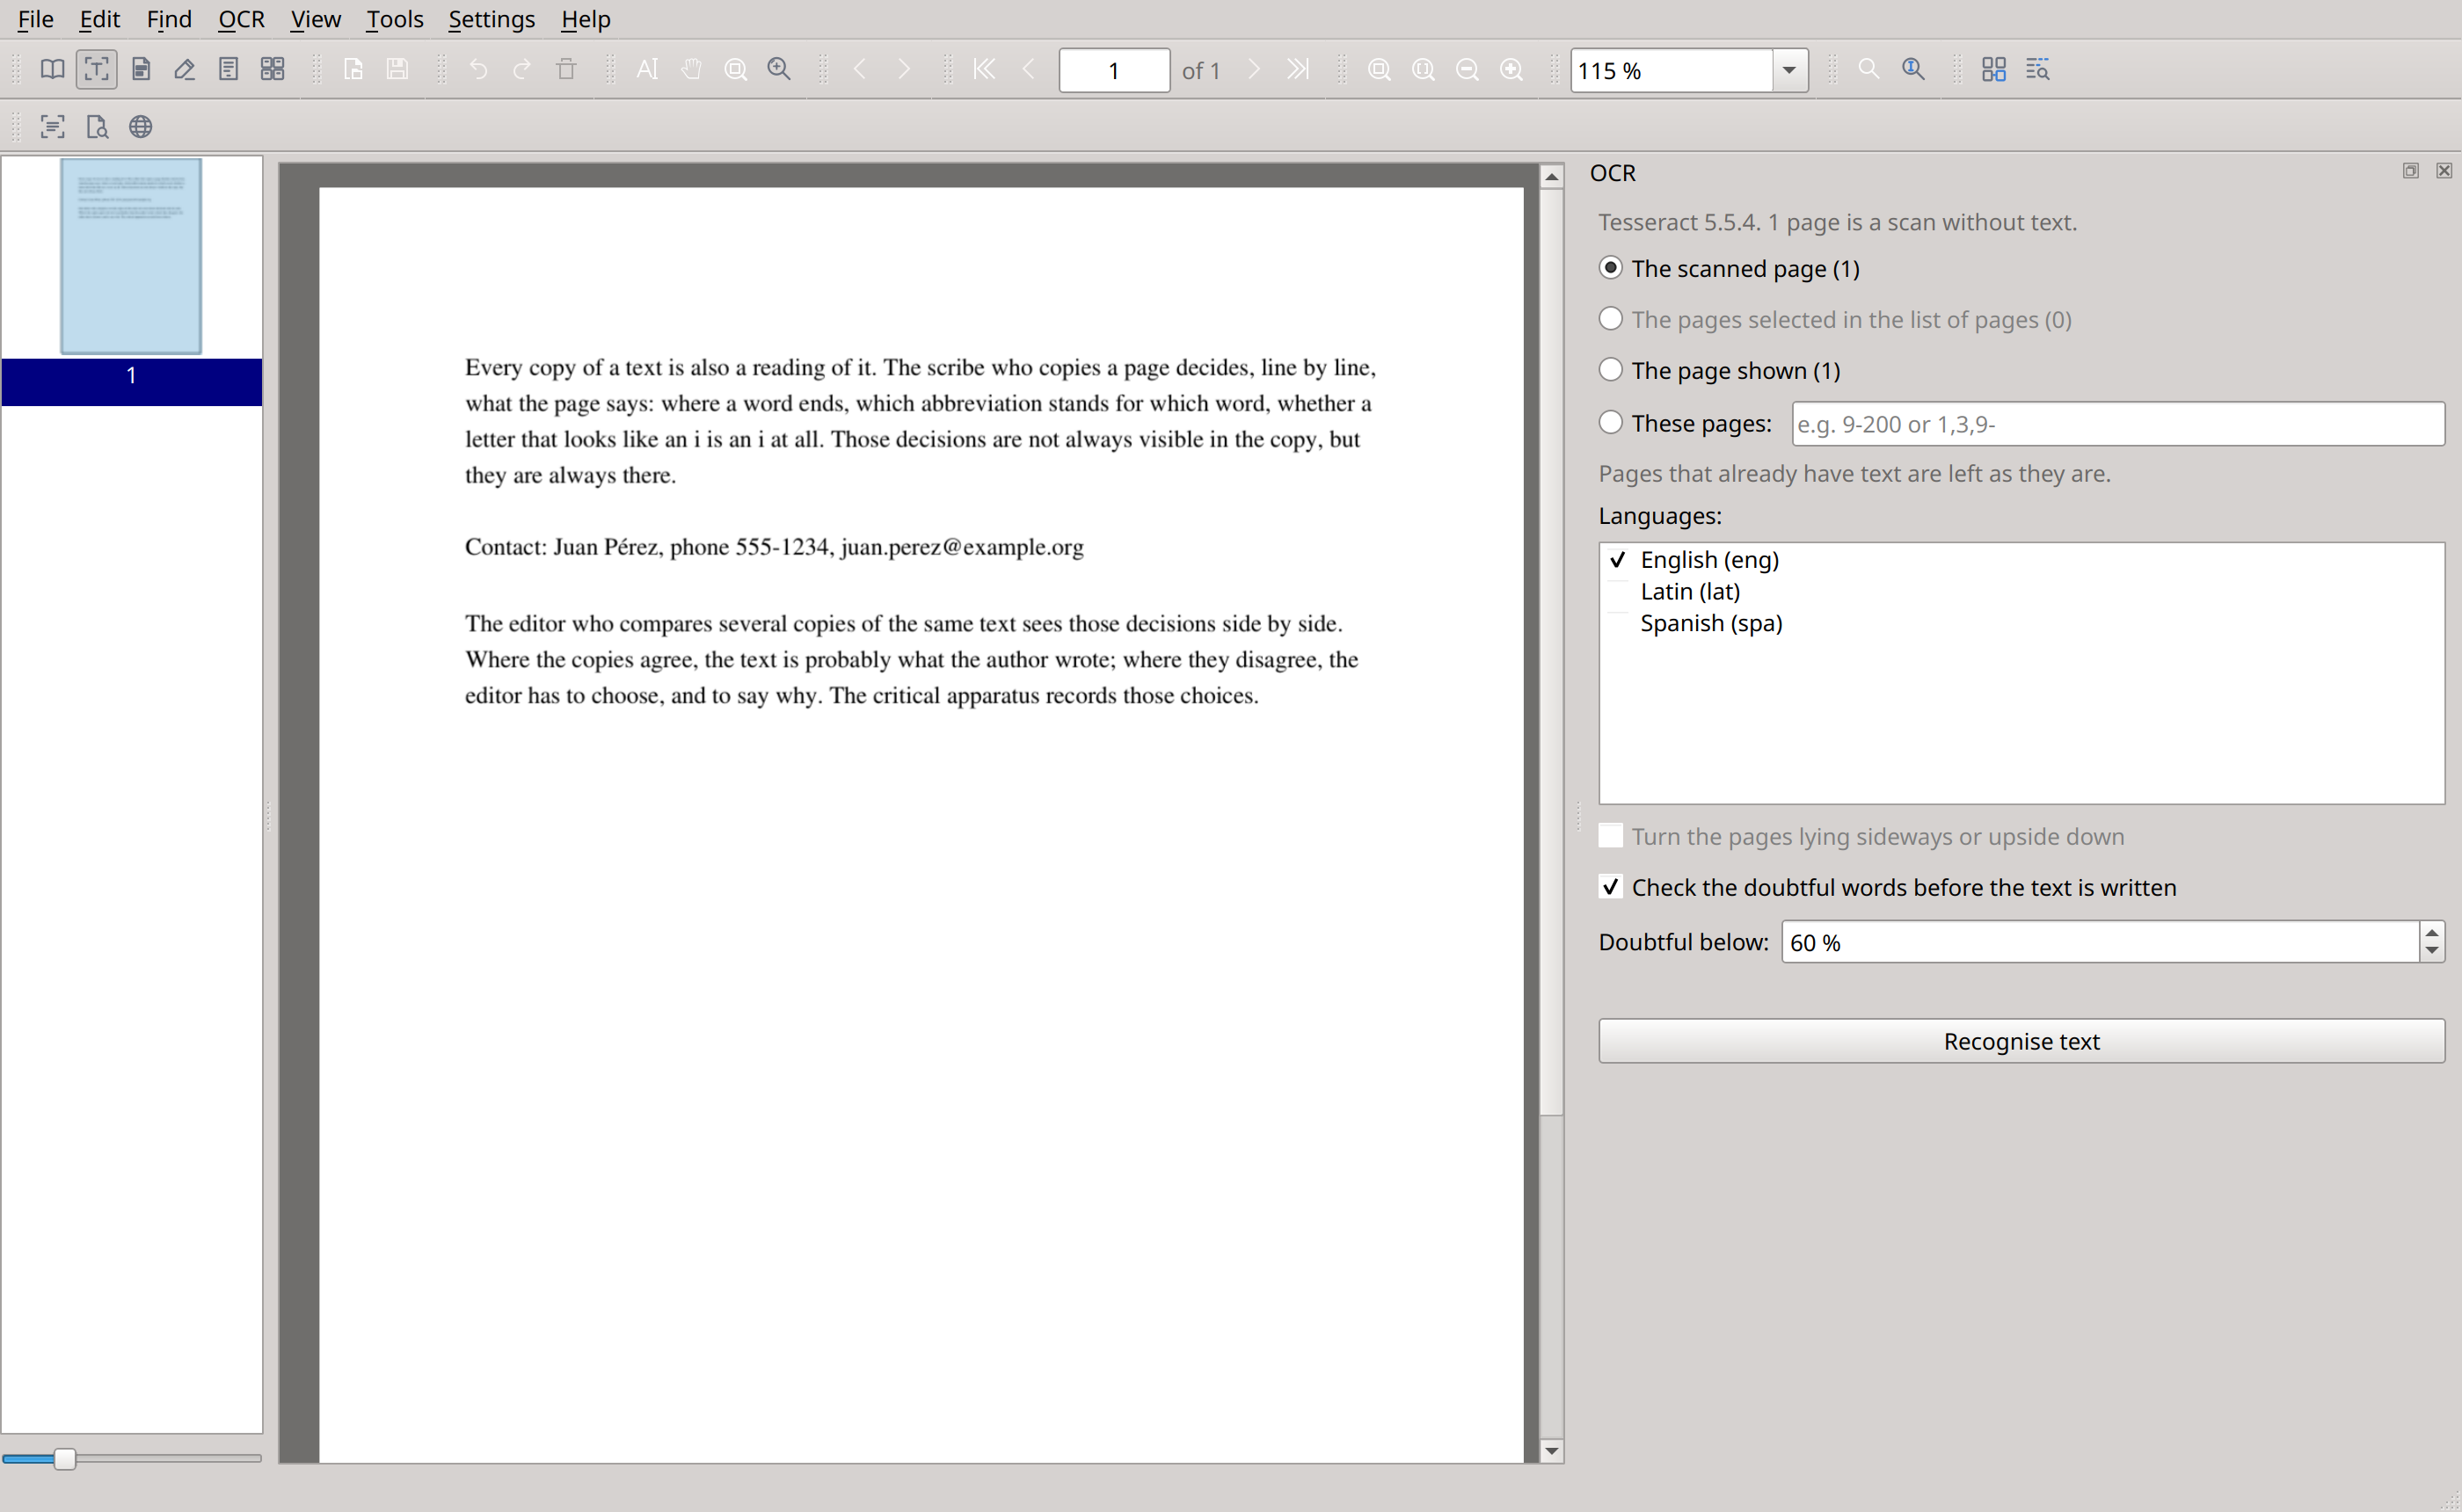 File Edit Find OCR View Tools Settings Help
1 of 1 115 %
1
Every copy of a text is also a reading of it. The scribe who copies a page decides, line by line,
what the page says: where a word ends, which abbreviation stands for which word, whether a
letter that looks like an i is an i at all. Those decisions are not always visible in the copy, but
they are always there.
Contact: Juan Pérez, phone 555-1234, juan.perez@example.org
The editor who compares several copies of the same text sees those decisions side by side.
Where the copies agree, the text is probably what the author wrote; where they disagree, the
editor has to choose, and to say why. The critical apparatus records those choices.
OCR
Tesseract 5.5.4. 1 page is a scan without text.
The scanned page (1)
The pages selected in the list of pages (0)
The page shown (1)
These pages: e.g. 9-200 or 1,3,9-
Pages that already have text are left as they are.
Languages:
English (eng)
Latin (lat)
Spanish (spa)
Turn the pages lying sideways or upside down
Check the doubtful words before the text is written
Doubtful below: 60 %
Recognise text